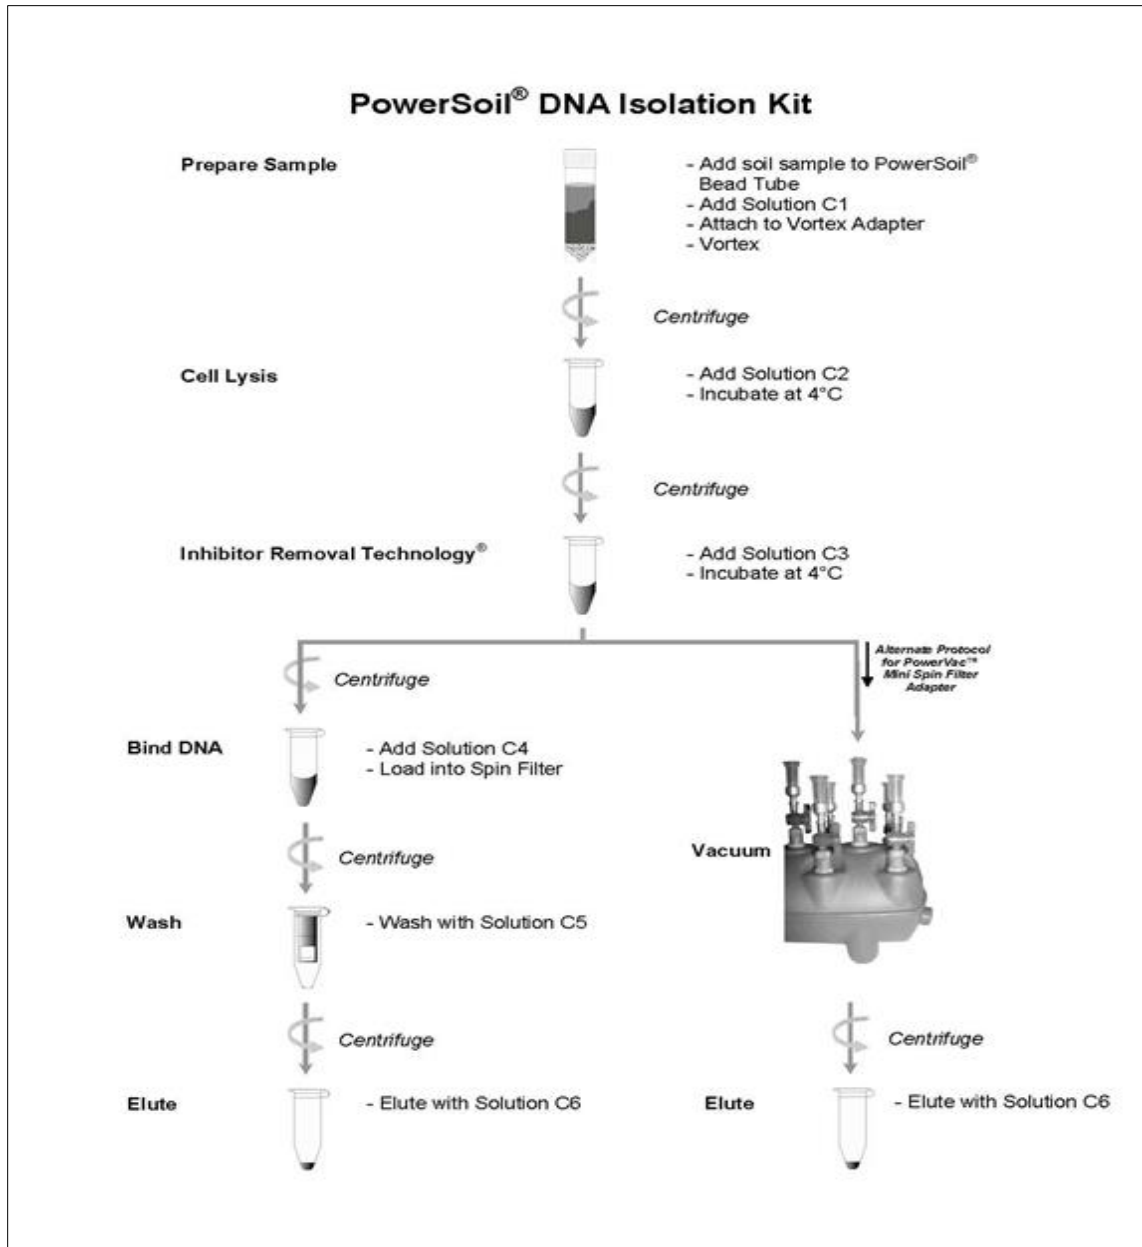 PowerSoil® DNA Isolation Kit
Prepare Sample
- Add soil sample to PowerSoil®
Bead Tube
- Add Solution C1
- Attach to Vortex Adapter
- Vortex
Centrifuge
Cell Lysis
- Add Solution C2
- Incubate at 4°C
Centrifuge
Inhibitor Removal Technology®
- Add Solution C3
- Incubate at 4°C
Alternate Protocol
for PowerVac™
Mini Spin Filter
Adapter
Centrifuge
Bind DNA
- Add Solution C4
- Load into Spin Filter
Vacuum
Centrifuge
Wash
- Wash with Solution C5
Centrifuge
Centrifuge
Elute
- Elute with Solution C6
Elute
- Elute with Solution C6